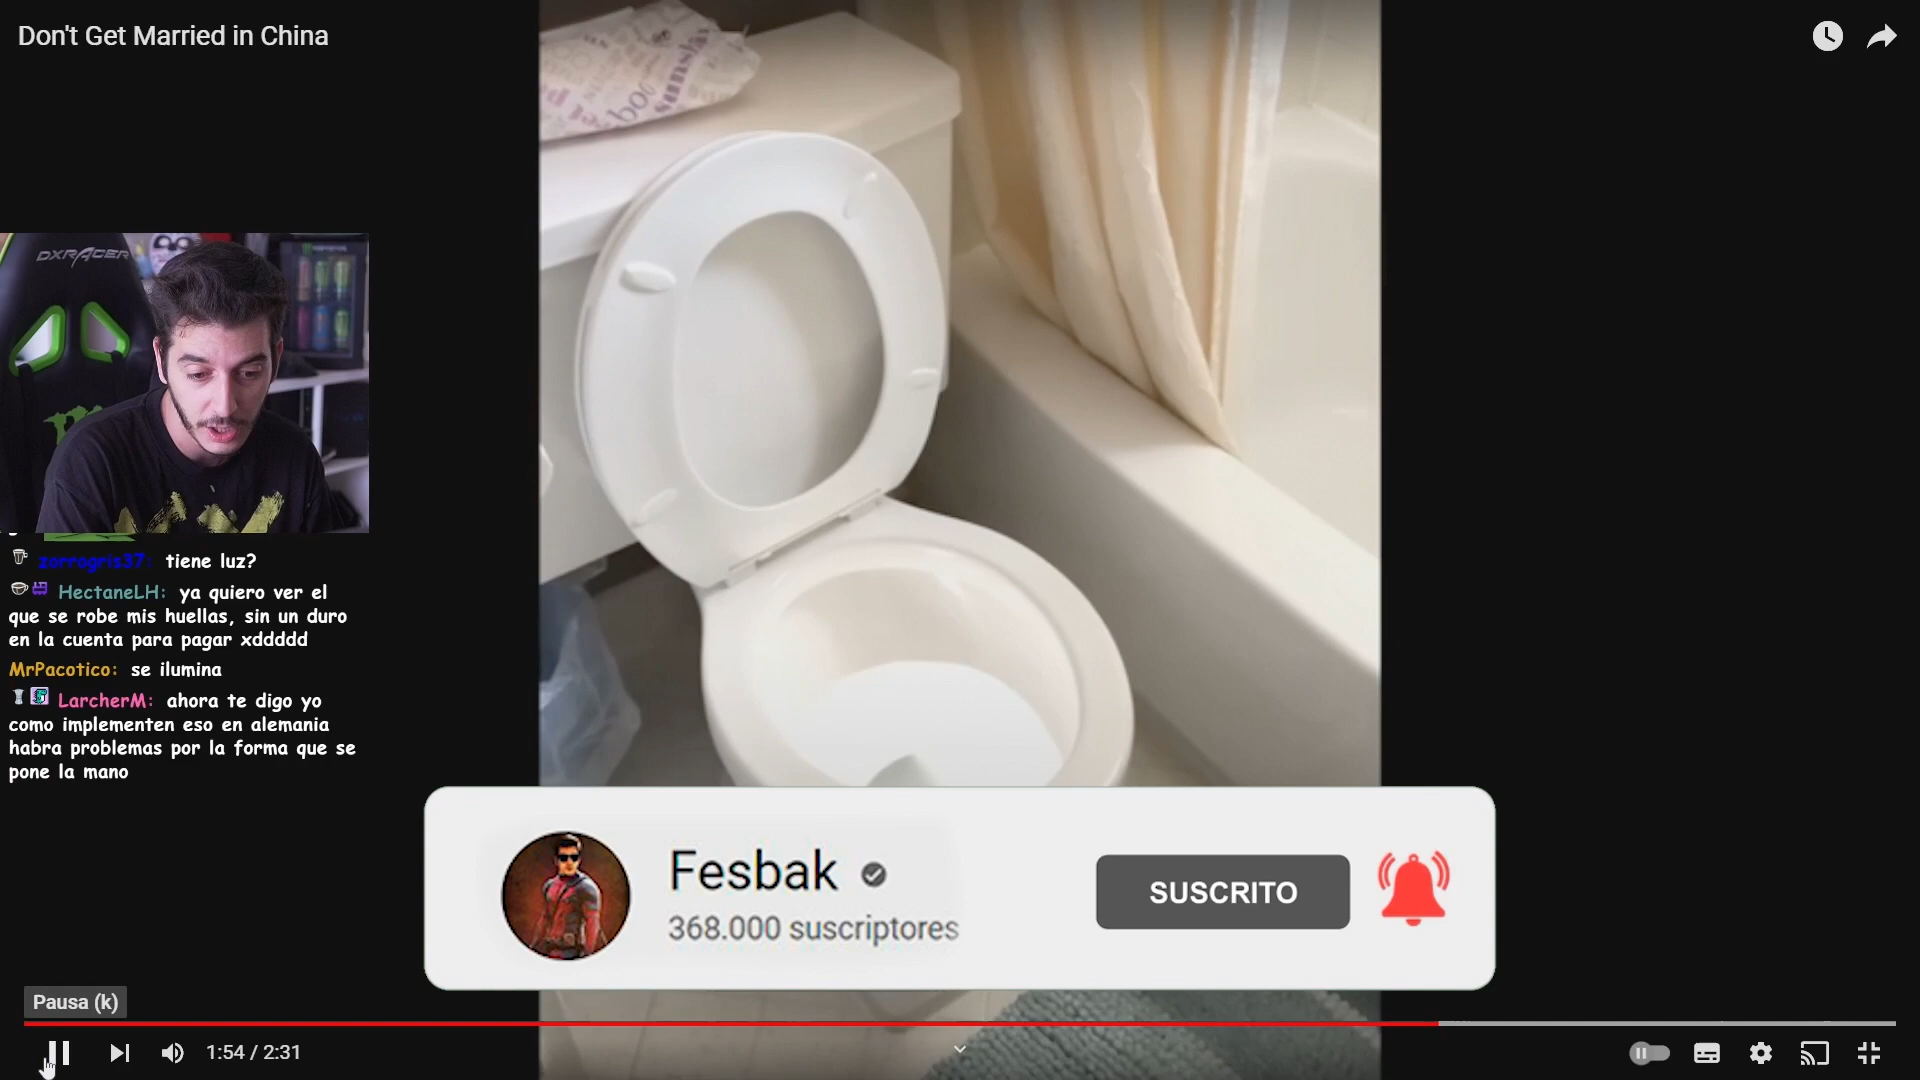 Don't Get Married in China
DXRACER
zorrogris37: tiene luz?
HectaneLH: ya quiero ver el
que se robe mis huellas, sin un duro
en la cuenta para pagar xddddd
MrPacotico: se ilumina
LarcherM: ahora te digo yo
como implementen eso en alemania
habra problemas por la forma que se
pone la mano
Fesbak
368.000 suscriptores
SUSCRITO
Pausa (k)
1:54 / 2:31